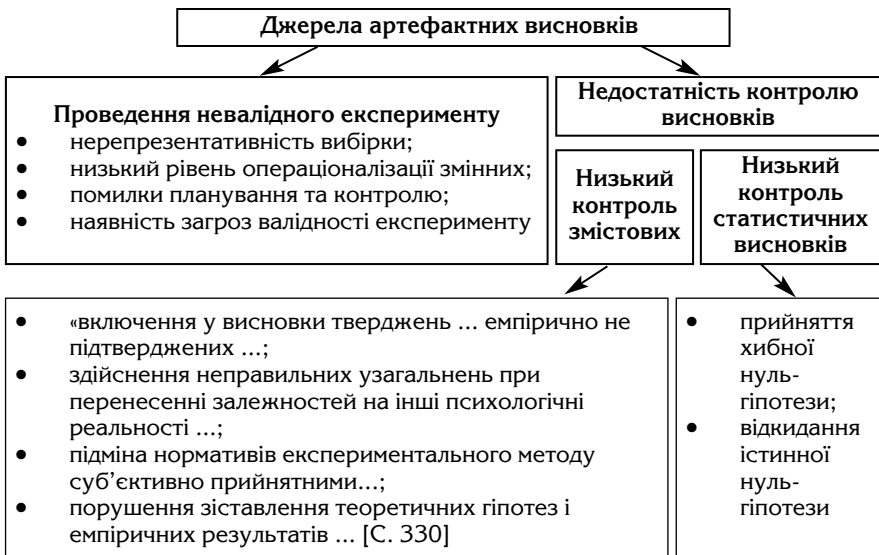 Джерела артефактних висновків
Проведення невалідного експерименту
• нерепрезентативність вибірки;
• низький рівень операціоналізації змінних;
• помилки планування та контролю;
• наявність загроз валідності експерименту
Недостатність контролю
висновків
Низький
контроль
змістових
Низький
контроль
статистичних
висновків
• «включення у висновки тверджень ... емпірично не
підтверджених ...;
• здійснення неправильних узагальнень при
перенесенні залежностей на інші психологічні
реальності ...;
• підміна нормативів експериментального методу
суб’єктивно прийнятними...;
• порушення зіставлення теоретичних гіпотез і
емпіричних результатів ... [С. 330]
• прийняття
хибної
нуль-
гіпотези;
• відкидання
істинної
нуль-
гіпотези